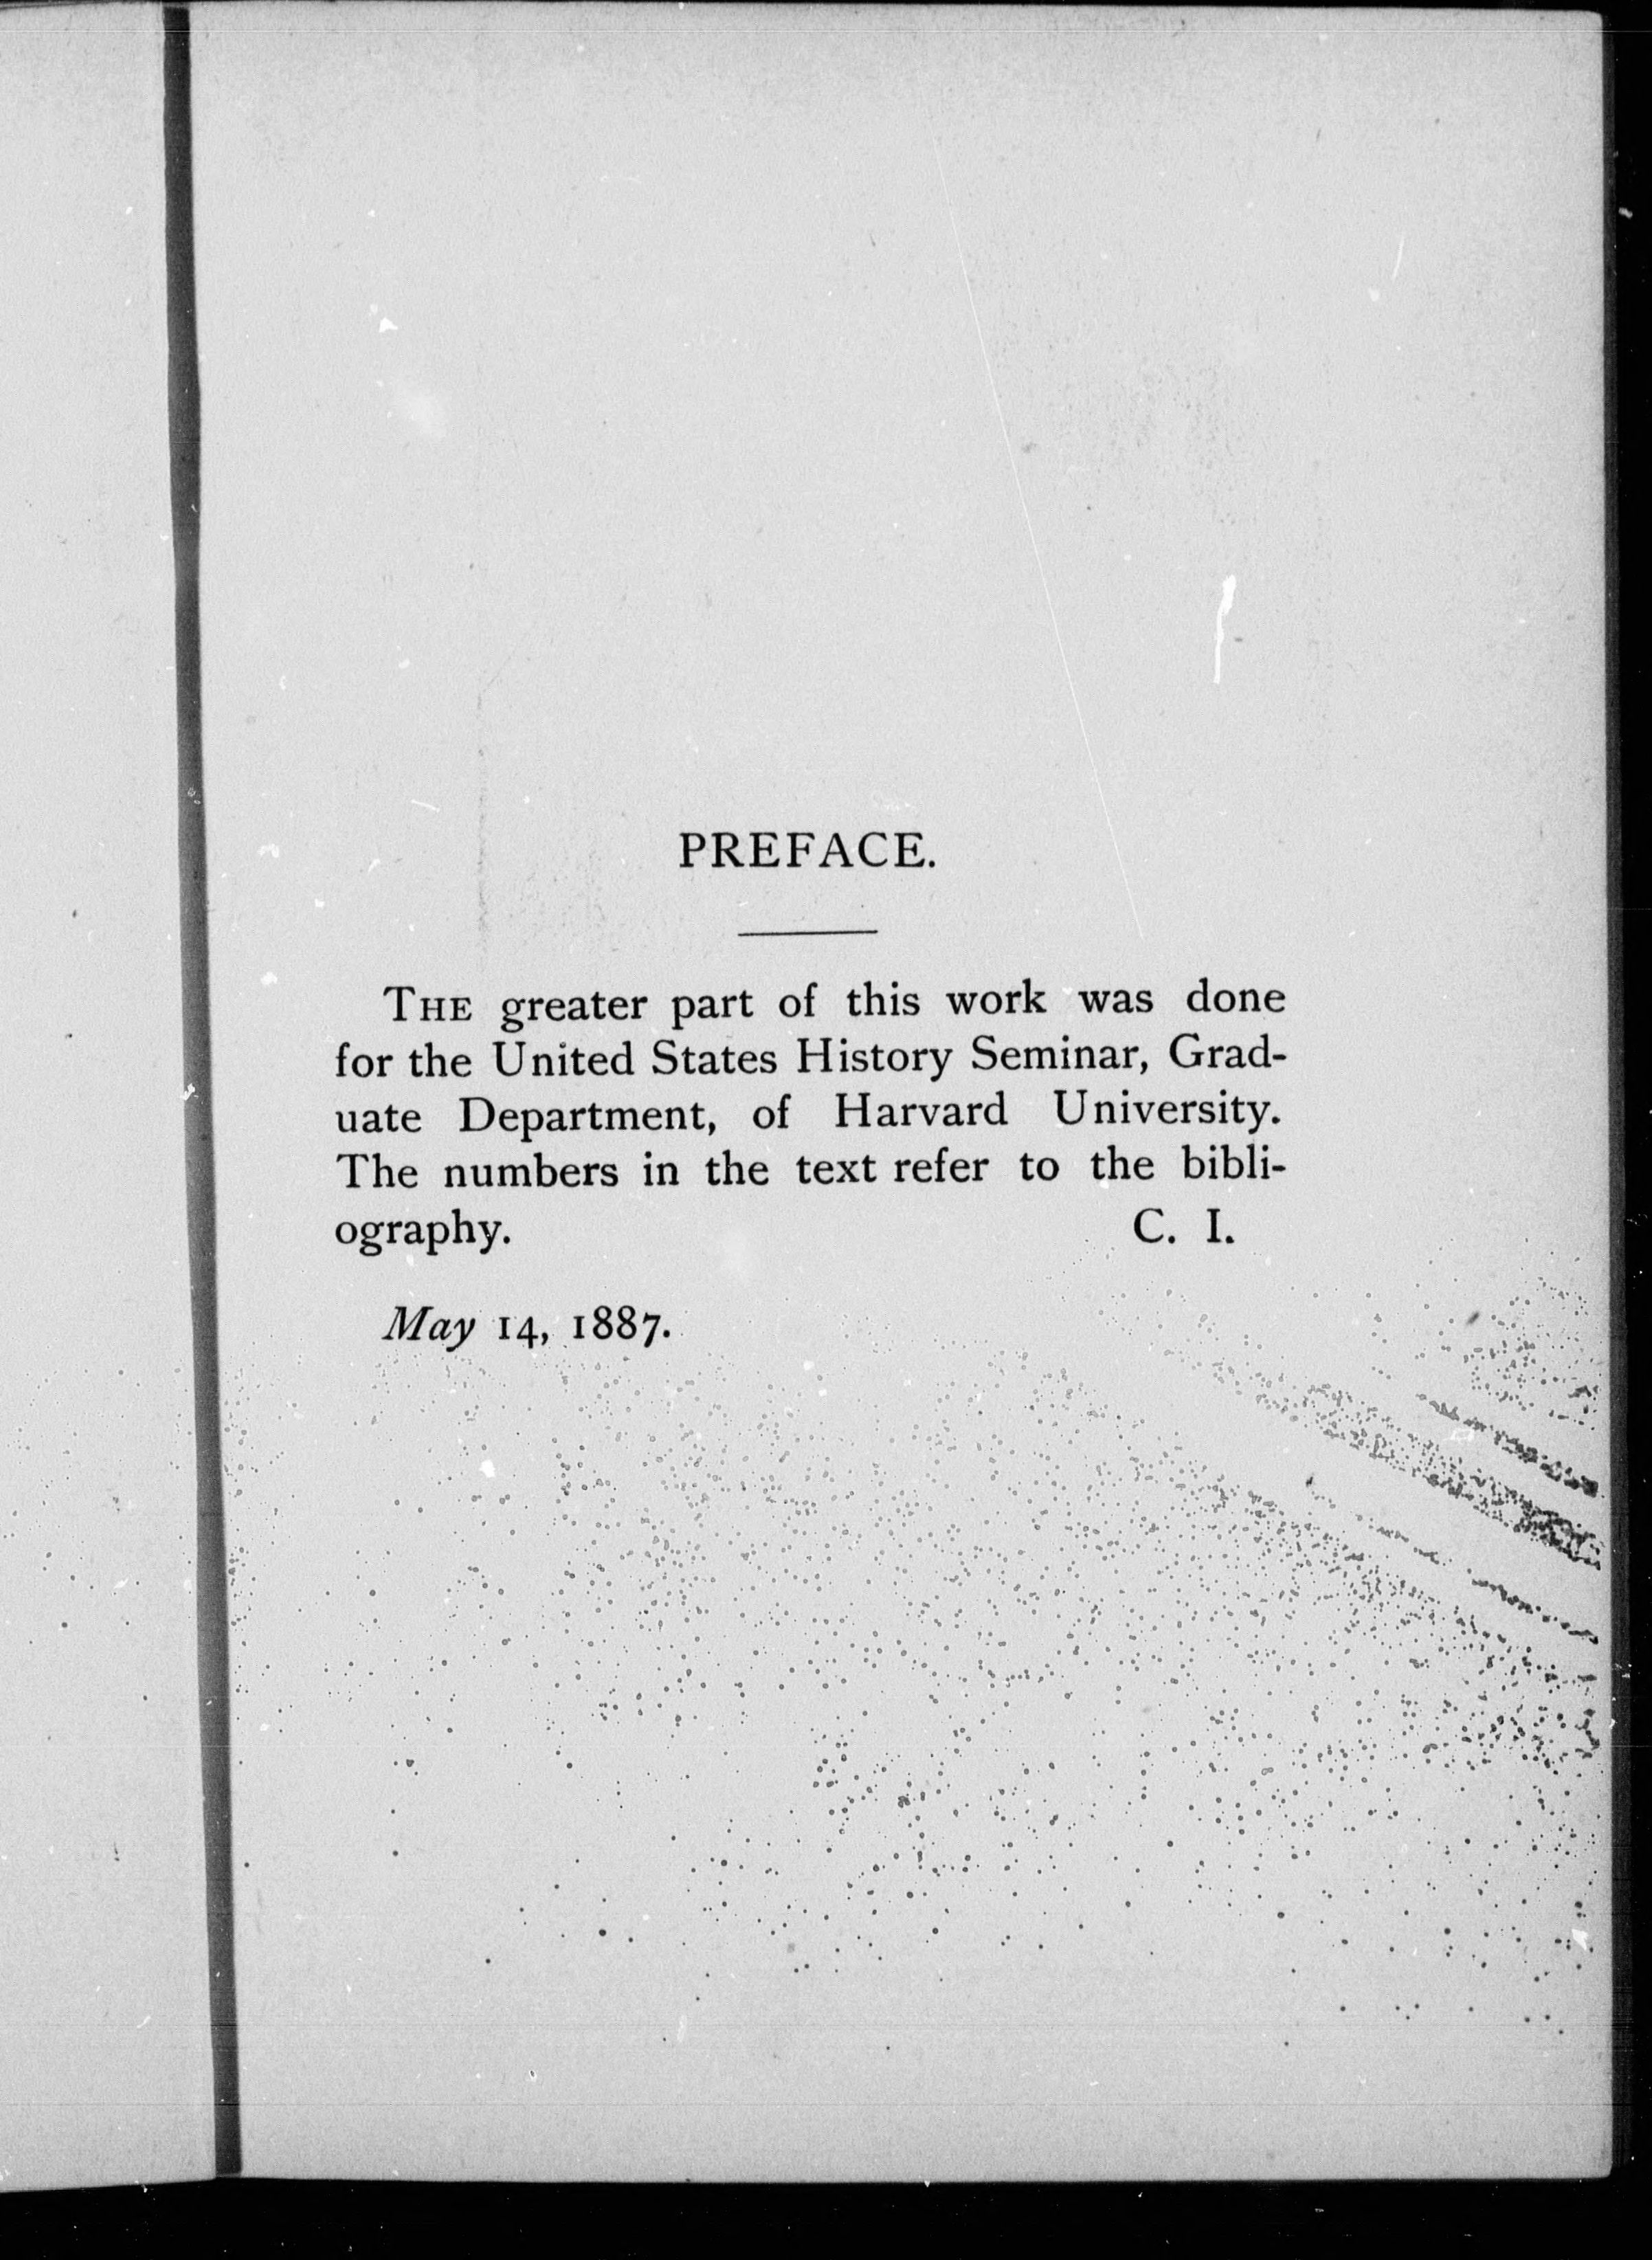 PREFACE.
THE greater part of this work was done
for the United States History Seminar, Grad-
uate Department, of Harvard University.
The numbers in the text refer to the bibli-
ography. C. I.
May 14, 1887.